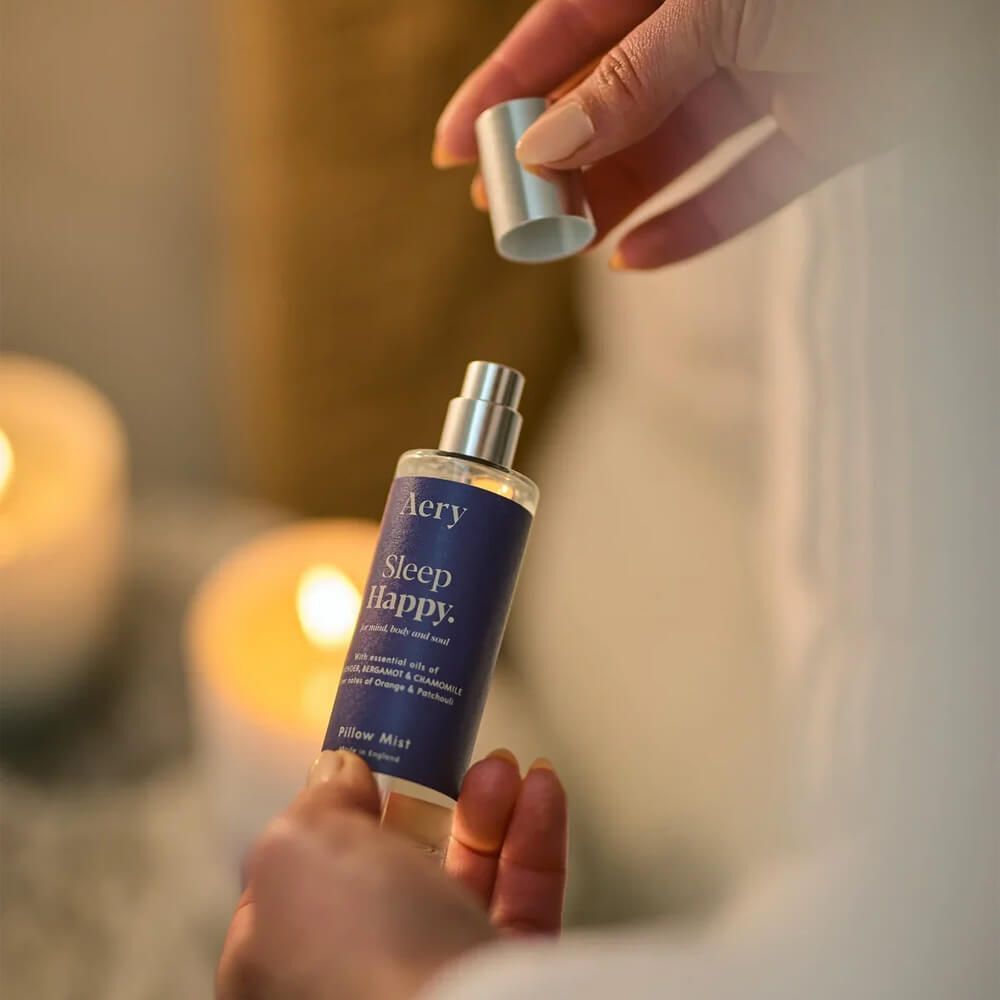 Aery
Sleep
Happy.
for mind, body and soul
With essential oils of
ENDER, BERGAMOT & CHAMOMILE
notes of Orange & Patchouli
Pillow Mist
Made in England